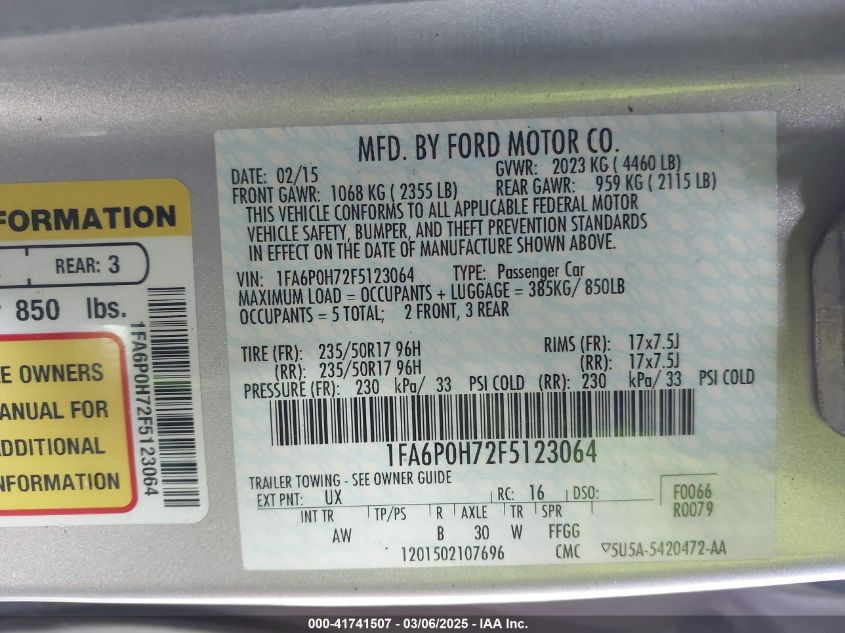 FORMATION
REAR: 3
850 lbs.
E OWNERS
ANUAL FOR
ADDITIONAL
NFORMATION
1FA6P0H72F5123064
MFD. BY FORD MOTOR CO.
DATE: 02/15 GVWR: 2023 KG ( 4460 LB)
FRONT GAWR: 1068 KG ( 2355 LB) REAR GAWR: 959 KG ( 2115 LB)
THIS VEHICLE CONFORMS TO ALL APPLICABLE FEDERAL MOTOR
VEHICLE SAFETY, BUMPER, AND THEFT PREVENTION STANDARDS
IN EFFECT ON THE DATE OF MANUFACTURE SHOWN ABOVE.
VIN: 1FA6P0H72F5123064 TYPE: Passenger Car
MAXIMUM LOAD = OCCUPANTS + LUGGAGE = 385KG/ 850LB
OCCUPANTS = 5 TOTAL; 2 FRONT, 3 REAR
TIRE (FR): 235/50R17 96H RIMS (FR): 17x7.5J
(RR): 235/50R17 96H (RR): 17x7.5J
PRESSURE (FR): 230 kPa/ 33 PSI COLD (RR): 230 kPa/ 33 PSI COLD
1FA6P0H72F5123064
TRAILER TOWING - SEE OWNER GUIDE
EXT PNT: UX RC: 16 DSO: F0066
R0079
INT TR TP/PS R AXLE TR SPR
AW B 30 W FFGG
1201502107696 CMC ▽5U5A-5420472-AA
000-41741507 - 03/06/2025 - IAA Inc.